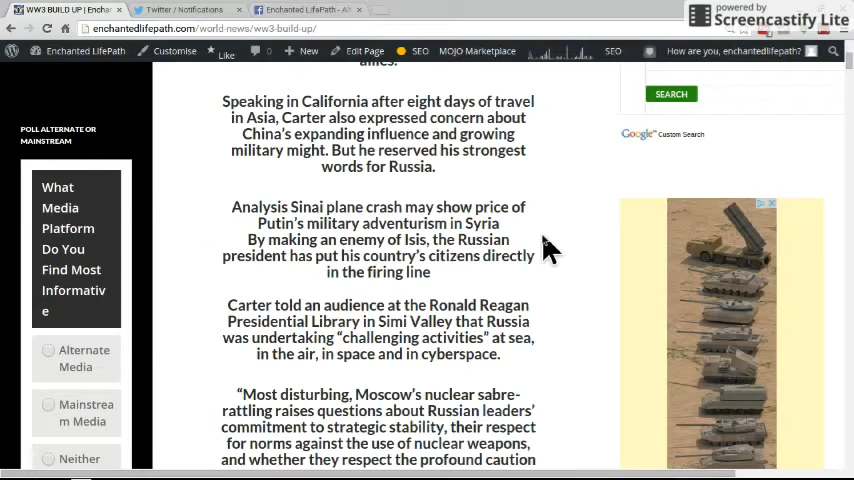 WW3 BUILD UP | Enchan
Twitter / Notifications
Facebook
powered by
Screencastify Lite
enchantedlifepath.com/world-news/ww3-build-up/
Enchanted LifePath
Customise
Like
0
New
Edit Page
SEO
MOJO Marketplace
SEO
How are you, enchantedlifepath?
allies.
Speaking in California after eight days of travel
in Asia, Carter also expressed concern about
China's expanding influence and growing
military might. But he reserved his strongest
words for Russia.
Analysis Sinai plane crash may show price of
Putin's military adventurism in Syria
By making an enemy of Isis, the Russian
president has put his country's citizens directly
in the firing line
Carter told an audience at the Ronald Reagan
Presidential Library in Simi Valley that Russia
was undertaking “challenging activities” at sea,
in the air, in space and in cyberspace.
“Most disturbing, Moscow's nuclear sabre-
rattling raises questions about Russian leaders'
commitment to strategic stability, their respect
for norms against the use of nuclear weapons,
and whether they respect the profound caution
POLL ALTERNATE OR
MAINSTREAM
What
Media
Platform
Do You
Find Most
Informativ
e
Alternate
Media
Mainstrea
m Media
Neither
SEARCH
Google™ Custom Search